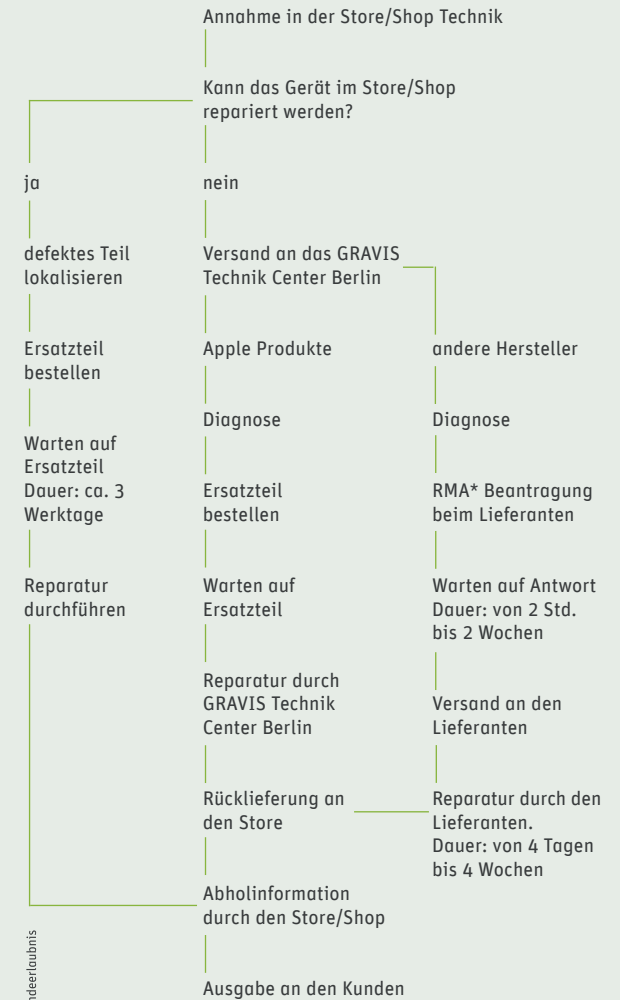 Annahme in der Store/Shop Technik
Kann das Gerät im Store/Shop
repariert werden?
ja
defektes Teil
lokalisieren
Ersatzteil
bestellen
Warten auf
Ersatzteil
Dauer: ca. 3
Werktage
Reparatur
durchführen
nein
Versand an das GRAVIS
Technik Center Berlin
Apple Produkte
Diagnose
Ersatzteil
bestellen
Warten auf
Ersatzteil
Reparatur durch
GRAVIS Technik
Center Berlin
Rücklieferung an
den Store
andere Hersteller
Diagnose
RMA* Beantragung
beim Lieferanten
Warten auf Antwort
Dauer: von 2 Std.
bis 2 Wochen
Versand an den
Lieferanten
Reparatur durch den
Lieferanten.
Dauer: von 4 Tagen
bis 4 Wochen
Abholinformation
durch den Store/Shop
Ausgabe an den Kunden
ndeerlaubnis